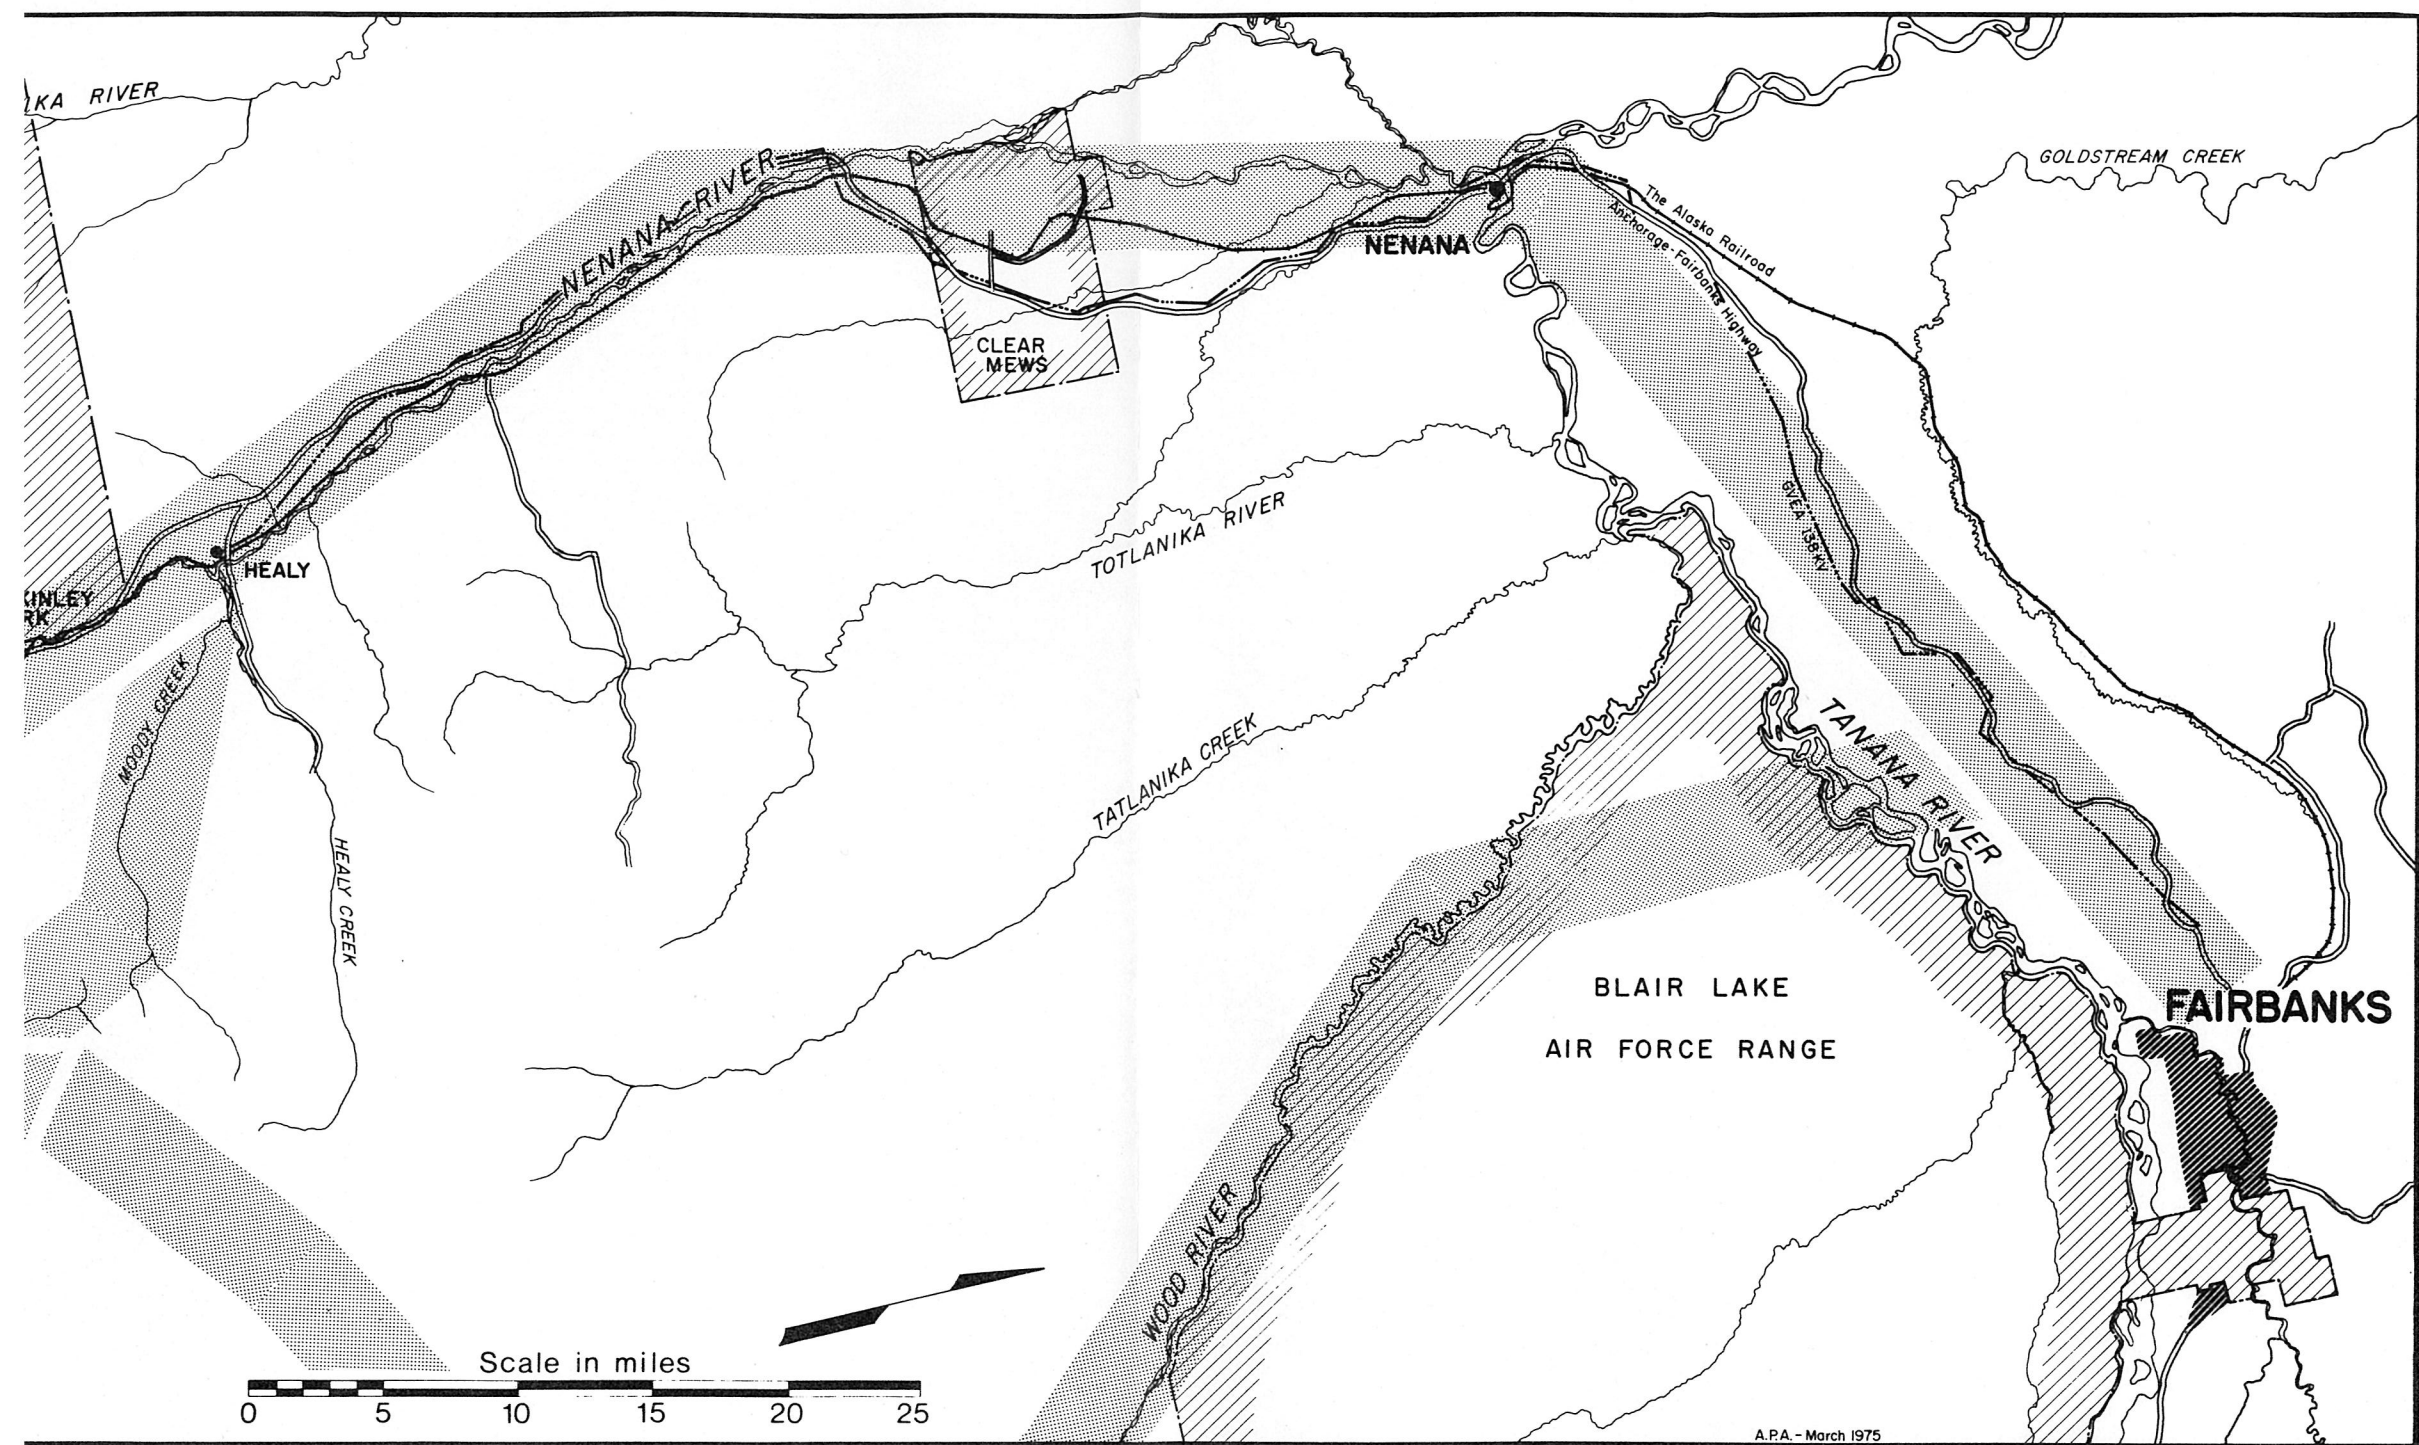 KA RIVER
GOLDSTREAM CREEK
NENANA RIVER
The Alaska Railroad
Anchorage-Fairbanks Highway
NENANA
CLEAR
MEWS
GVEA 138 KV
TOTLANIKA RIVER
HEALY
KINLEY
RK
MOODY CREEK
TATLANIKA CREEK
TANANA RIVER
HEALY CREEK
BLAIR LAKE
AIR FORCE RANGE
FAIRBANKS
WOOD RIVER
Scale in miles
0 5 10 15 20 25
A.P.A. - March 1975